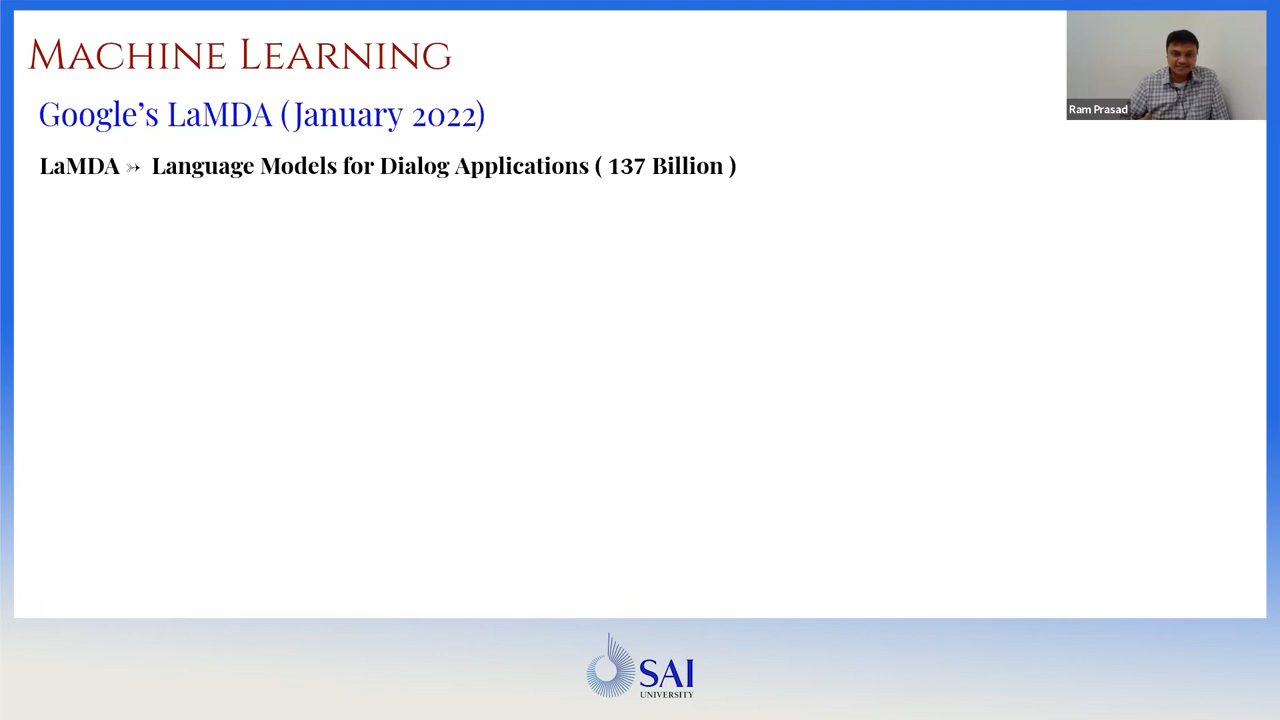 Machine Learning
Google's LaMDA (January 2022)
LaMDA ➳ Language Models for Dialog Applications ( 137 Billion )
Ram Prasad
SAI
UNIVERSITY